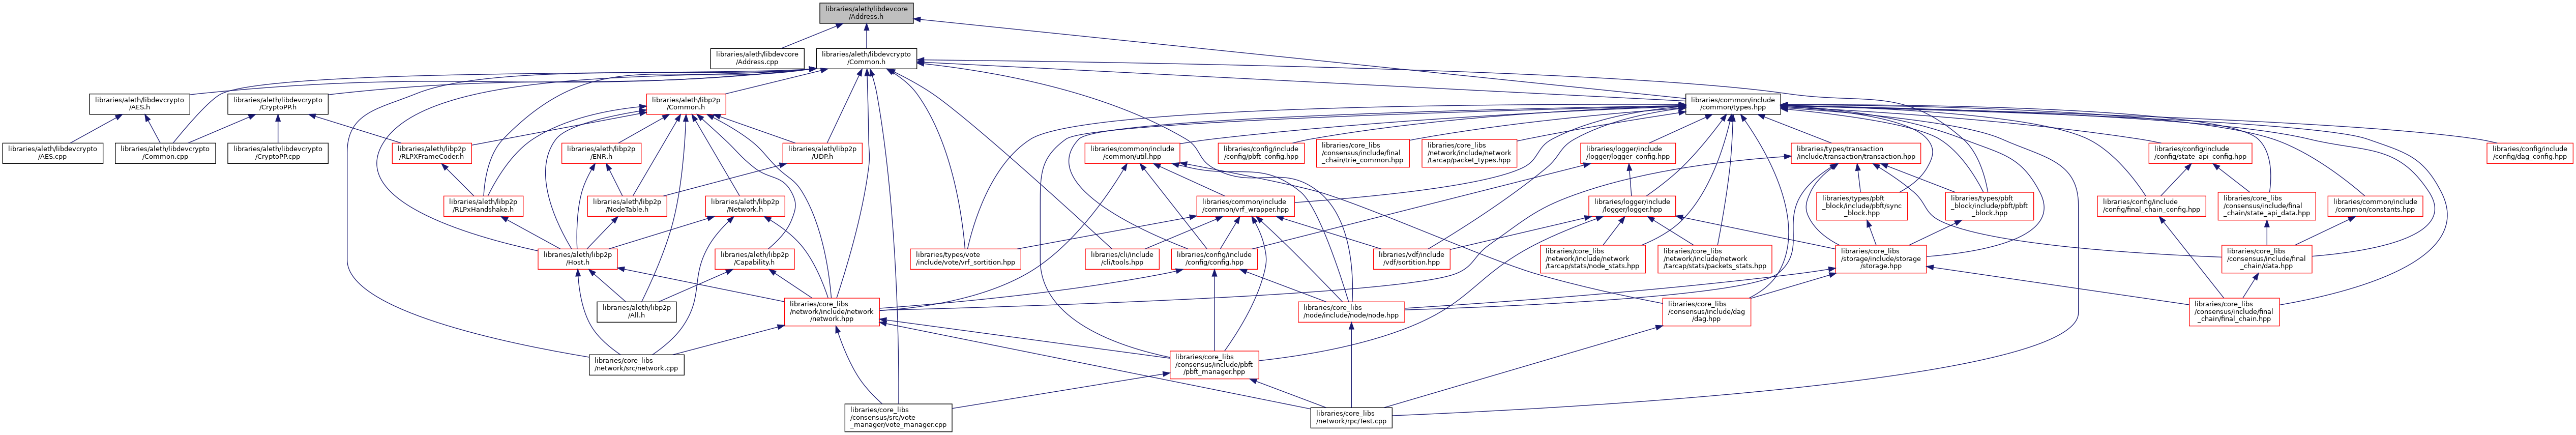 libraries/aleth/libdevcore
/Address.h
libraries/aleth/libdevcore
/Address.cpp
libraries/aleth/libdevcrypto
/Common.h
libraries/aleth/libdevcrypto
/AES.h
libraries/aleth/libdevcrypto
/CryptoPP.h
libraries/aleth/libp2p
/Common.h
libraries/common/include
/common/types.hpp
libraries/aleth/libdevcrypto
/AES.cpp
libraries/aleth/libdevcrypto
/Common.cpp
libraries/aleth/libdevcrypto
/CryptoPP.cpp
libraries/aleth/libp2p
/RLPXFrameCoder.h
libraries/aleth/libp2p
/ENR.h
libraries/aleth/libp2p
/UDP.h
libraries/common/include
/common/util.hpp
libraries/config/include
/config/pbft_config.hpp
libraries/core_libs
/consensus/include/final
_chain/trie_common.hpp
libraries/core_libs
/network/include/network
/tarcap/packet_types.hpp
libraries/logger/include
/logger/logger_config.hpp
libraries/types/transaction
/include/transaction/transaction.hpp
libraries/config/include
/config/state_api_config.hpp
libraries/config/include
/config/dag_config.hpp
libraries/aleth/libp2p
/RLPxHandshake.h
libraries/aleth/libp2p
/NodeTable.h
libraries/aleth/libp2p
/Network.h
libraries/common/include
/common/vrf_wrapper.hpp
libraries/logger/include
/logger/logger.hpp
libraries/types/pbft
_block/include/pbft/sync
_block.hpp
libraries/types/pbft
_block/include/pbft/pbft
_block.hpp
libraries/config/include
/config/final_chain_config.hpp
libraries/core_libs
/consensus/include/final
_chain/state_api_data.hpp
libraries/common/include
/common/constants.hpp
libraries/aleth/libp2p
/Host.h
libraries/aleth/libp2p
/Capability.h
libraries/types/vote
/include/vote/vrf_sortition.hpp
libraries/cli/include
/cli/tools.hpp
libraries/config/include
/config/config.hpp
libraries/vdf/include
/vdf/sortition.hpp
libraries/core_libs
/network/include/network
/tarcap/stats/node_stats.hpp
libraries/core_libs
/network/include/network
/tarcap/stats/packets_stats.hpp
libraries/core_libs
/storage/include/storage
/storage.hpp
libraries/core_libs
/consensus/include/final
_chain/data.hpp
libraries/aleth/libp2p
/All.h
libraries/core_libs
/network/include/network
/network.hpp
libraries/core_libs
/node/include/node/node.hpp
libraries/core_libs
/consensus/include/dag
/dag.hpp
libraries/core_libs
/consensus/include/final
_chain/final_chain.hpp
libraries/core_libs
/network/src/network.cpp
libraries/core_libs
/consensus/include/pbft
/pbft_manager.hpp
libraries/core_libs
/consensus/src/vote
_manager/vote_manager.cpp
libraries/core_libs
/network/rpc/Test.cpp